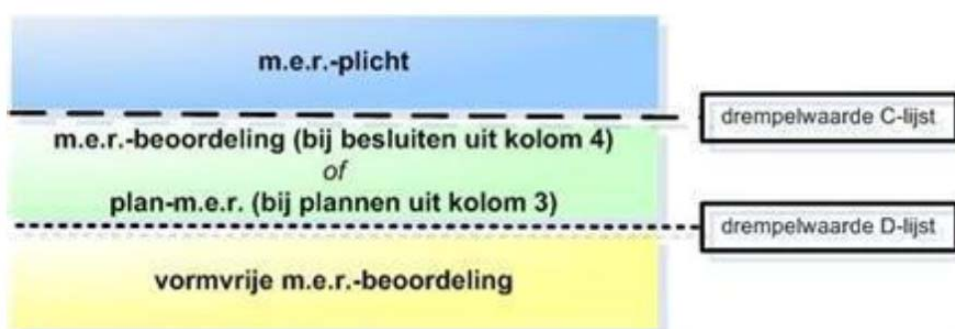 m.e.r.-plicht
drempelwaarde C-lijst
m.e.r.-beoordeling (bij besluiten uit kolom 4)
of
plan-m.e.r. (bij plannen uit kolom 3)
drempelwaarde D-lijst
vormvrije m.e.r.-beoordeling